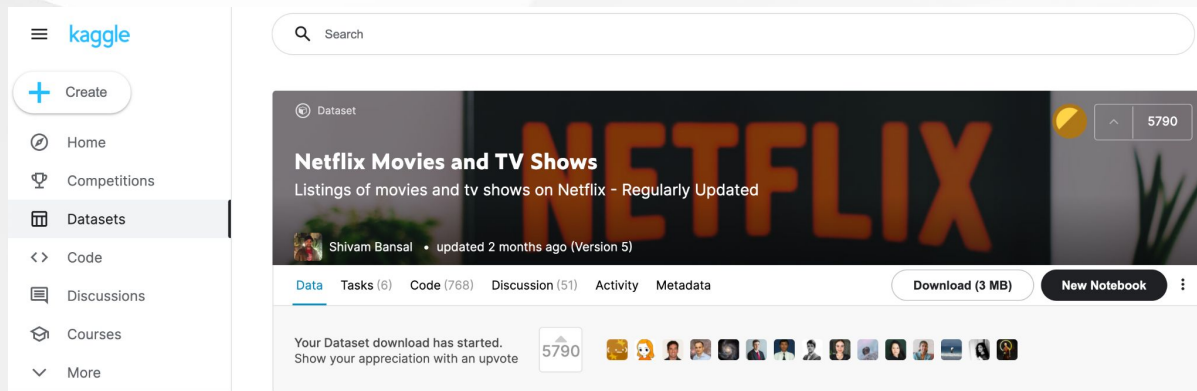 kaggle
Search
Create
Home
Competitions
Datasets
Code
Discussions
Courses
More
Dataset
5790
NETFLIX
Netflix Movies and TV Shows
Listings of movies and tv shows on Netflix - Regularly Updated
Shivam Bansal • updated 2 months ago (Version 5)
Data Tasks (6) Code (768) Discussion (51) Activity Metadata Download (3 MB) New Notebook
Your Dataset download has started.
Show your appreciation with an upvote
5790